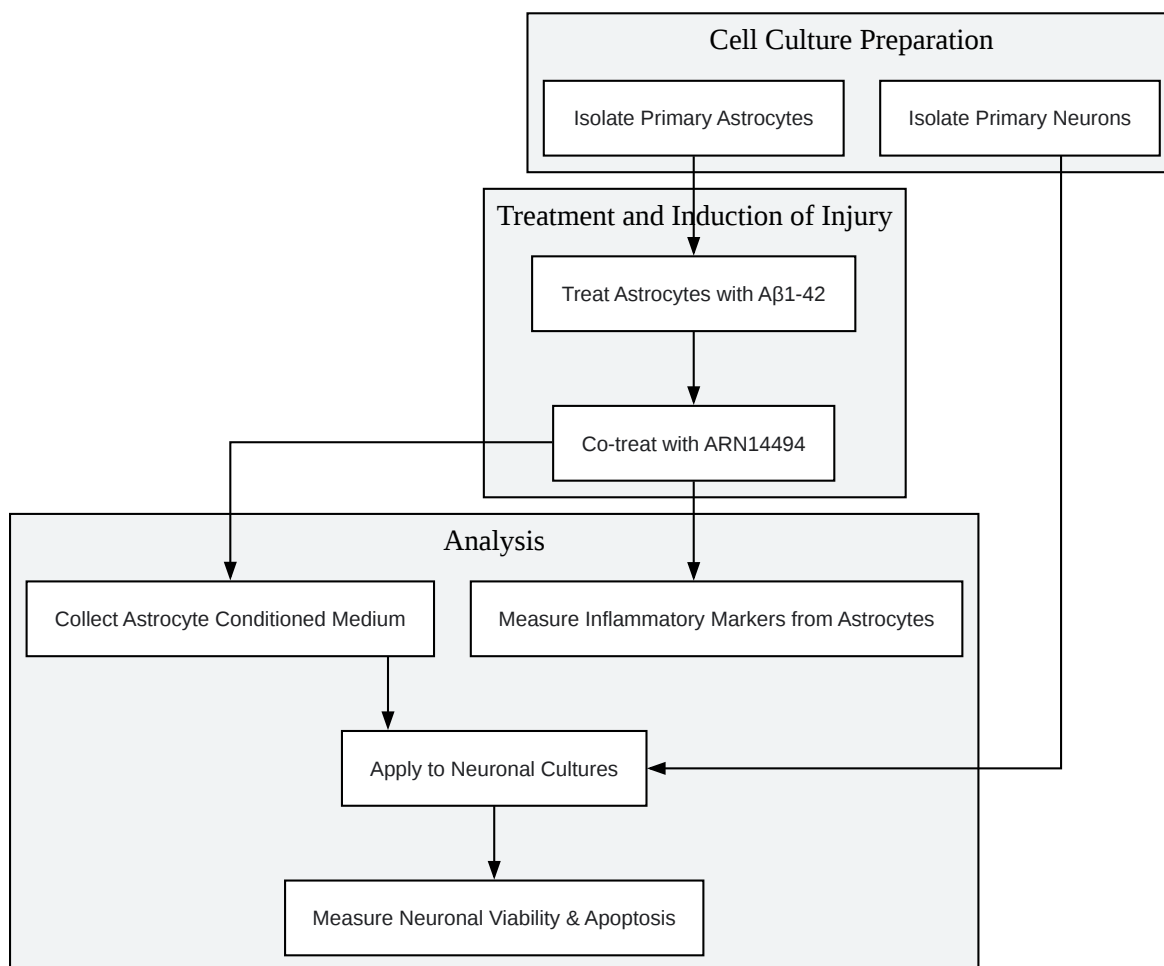 Cell Culture Preparation
Isolate Primary Astrocytes
Isolate Primary Neurons
Treatment and Induction of Injury
Treat Astrocytes with Aβ1-42
Co-treat with ARN14494
Analysis
Collect Astrocyte Conditioned Medium
Measure Inflammatory Markers from Astrocytes
Apply to Neuronal Cultures
Measure Neuronal Viability & Apoptosis